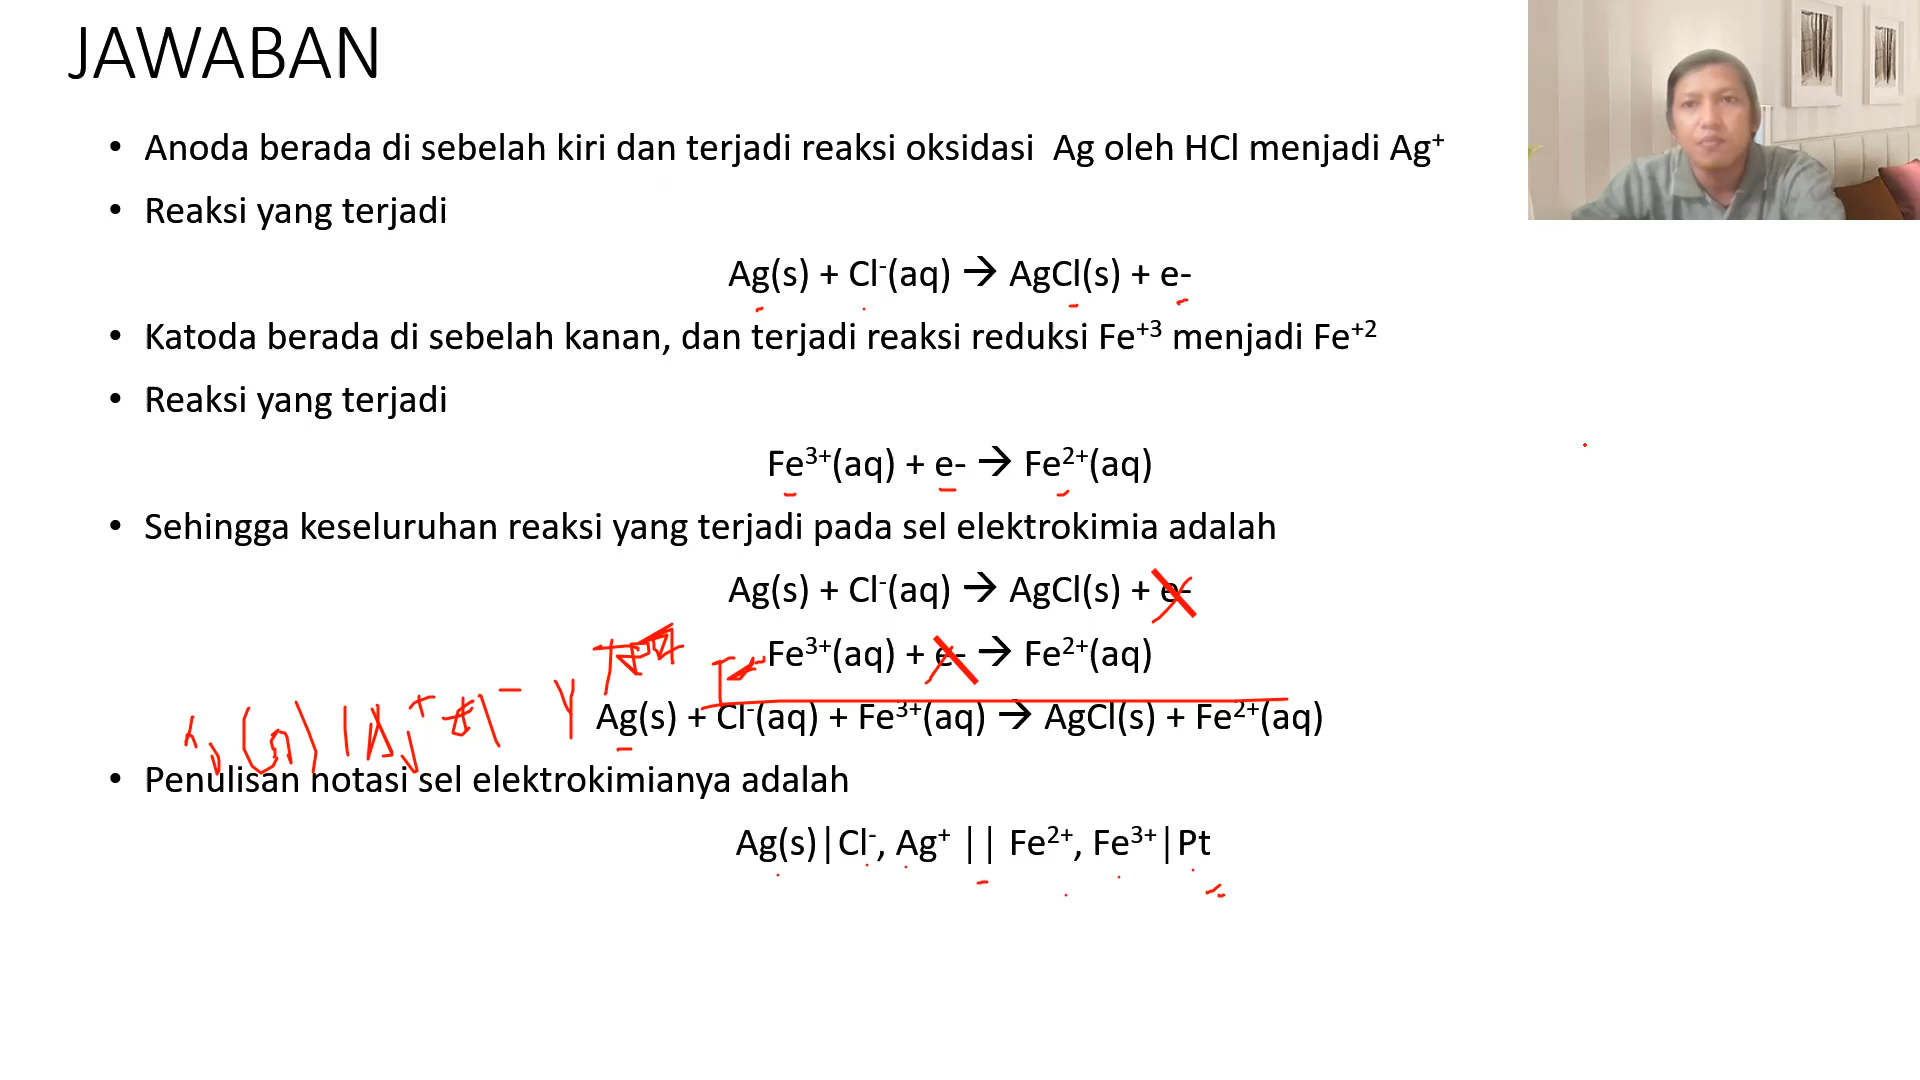 JAWABAN
• Anoda berada di sebelah kiri dan terjadi reaksi oksidasi  Ag oleh HCl menjadi Ag⁺
• Reaksi yang terjadi
Ag(s) + Cl⁻(aq) → AgCl(s) + e-
• Katoda berada di sebelah kanan, dan terjadi reaksi reduksi Fe⁺³ menjadi Fe⁺²
• Reaksi yang terjadi
Fe³⁺(aq) + e- → Fe²⁺(aq)
• Sehingga keseluruhan reaksi yang terjadi pada sel elektrokimia adalah
Ag(s) + Cl⁻(aq) → AgCl(s) + e-
Fe³⁺(aq) + e- → Fe²⁺(aq)
Ag(s) + Cl⁻(aq) + Fe³⁺(aq) → AgCl(s) + Fe²⁺(aq)
• Penulisan notasi sel elektrokimianya adalah
Ag(s)|Cl⁻, Ag⁺ || Fe²⁺, Fe³⁺|Pt